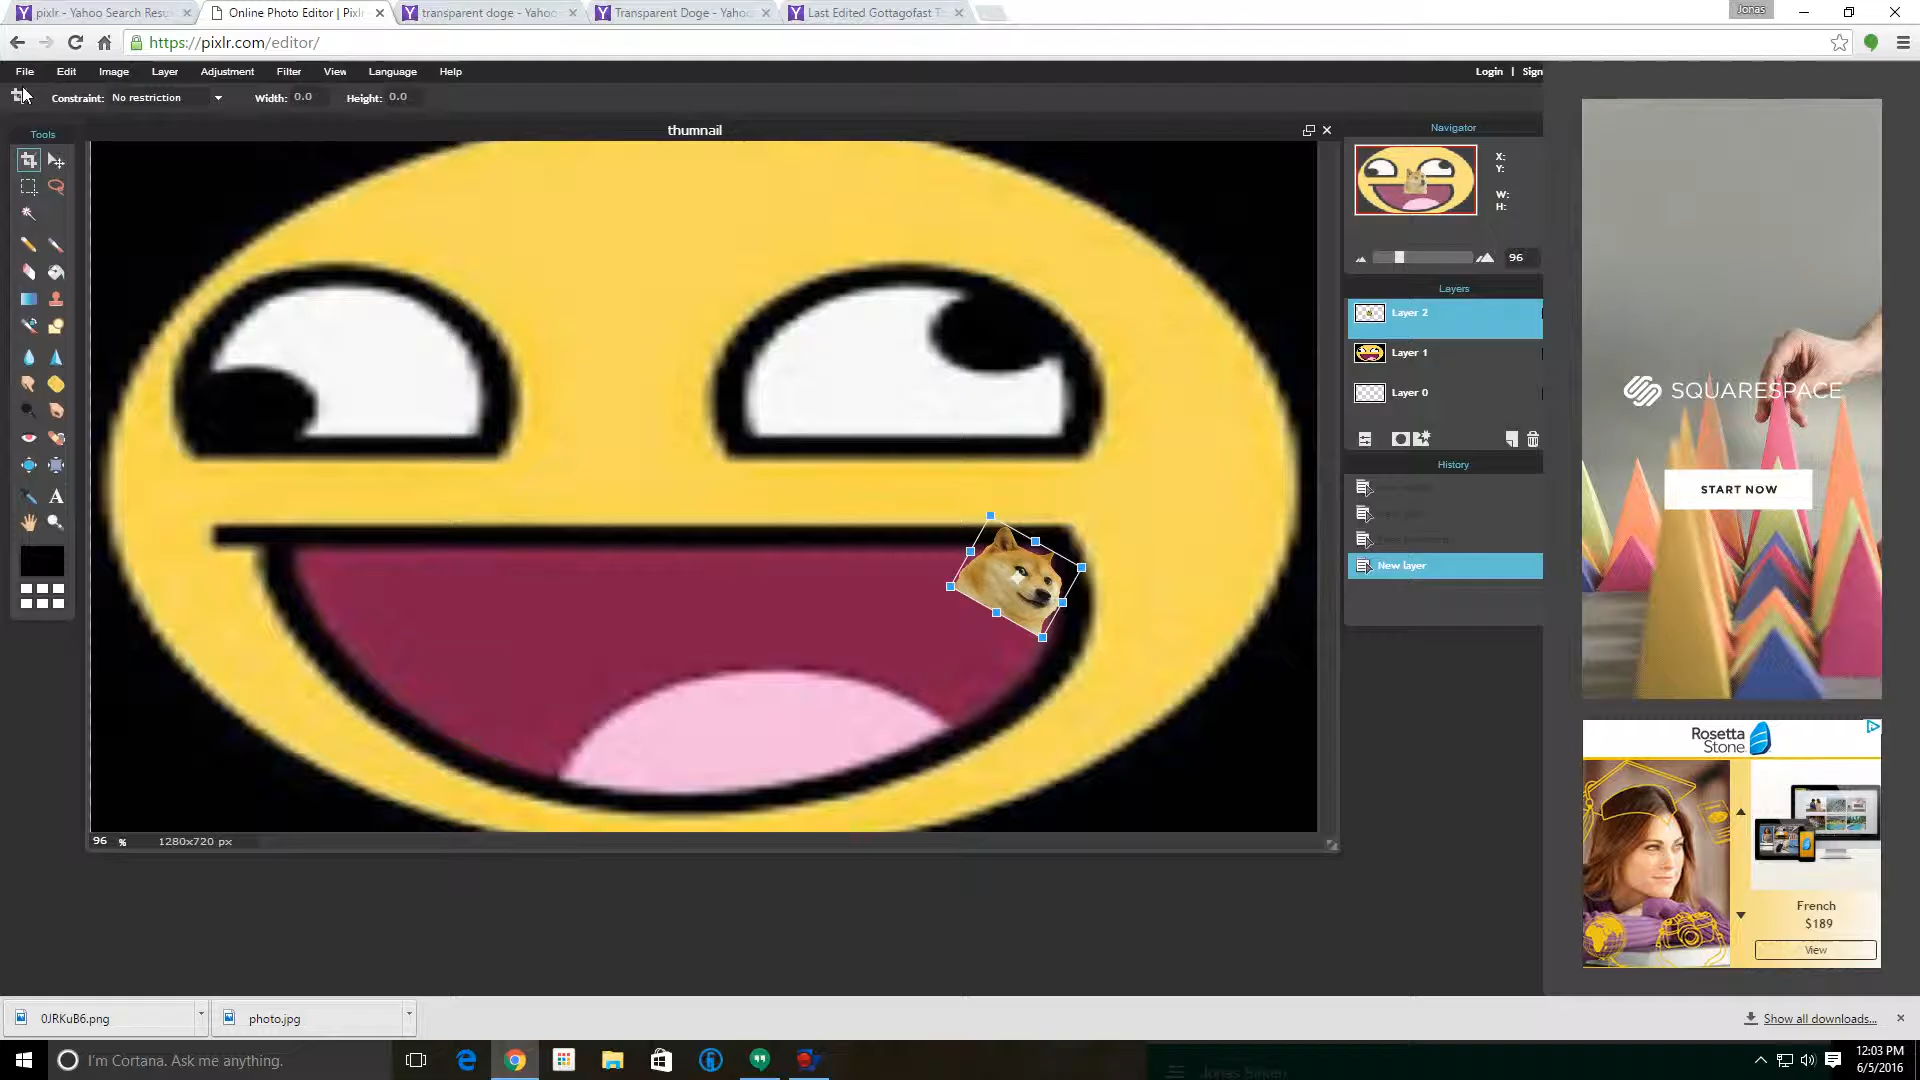 pixlr - Yahoo Search Resu
Online Photo Editor | Pixlr
transparent doge - Yahoo
Transparent Doge - Yahoo
Last Edited Gottagofast T
Jonas
https://pixlr.com/editor/
File Edit Image Layer Adjustment Filter View Language Help
Login | Sign
Constraint: No restriction Width: 0.0 Height: 0.0
Tools
thumnail
Navigator
X:
Y:
W:
H:
96
Layers
Layer 2
Layer 1
Layer 0
History
New layer
A
96 % 1280x720 px
SQUARESPACE
START NOW
Rosetta
Stone
French
$189
View
0JRKuB6.png
photo.jpg
Show all downloads...
I'm Cortana. Ask me anything.
Jonas Sirken
12:03 PM
6/5/2016